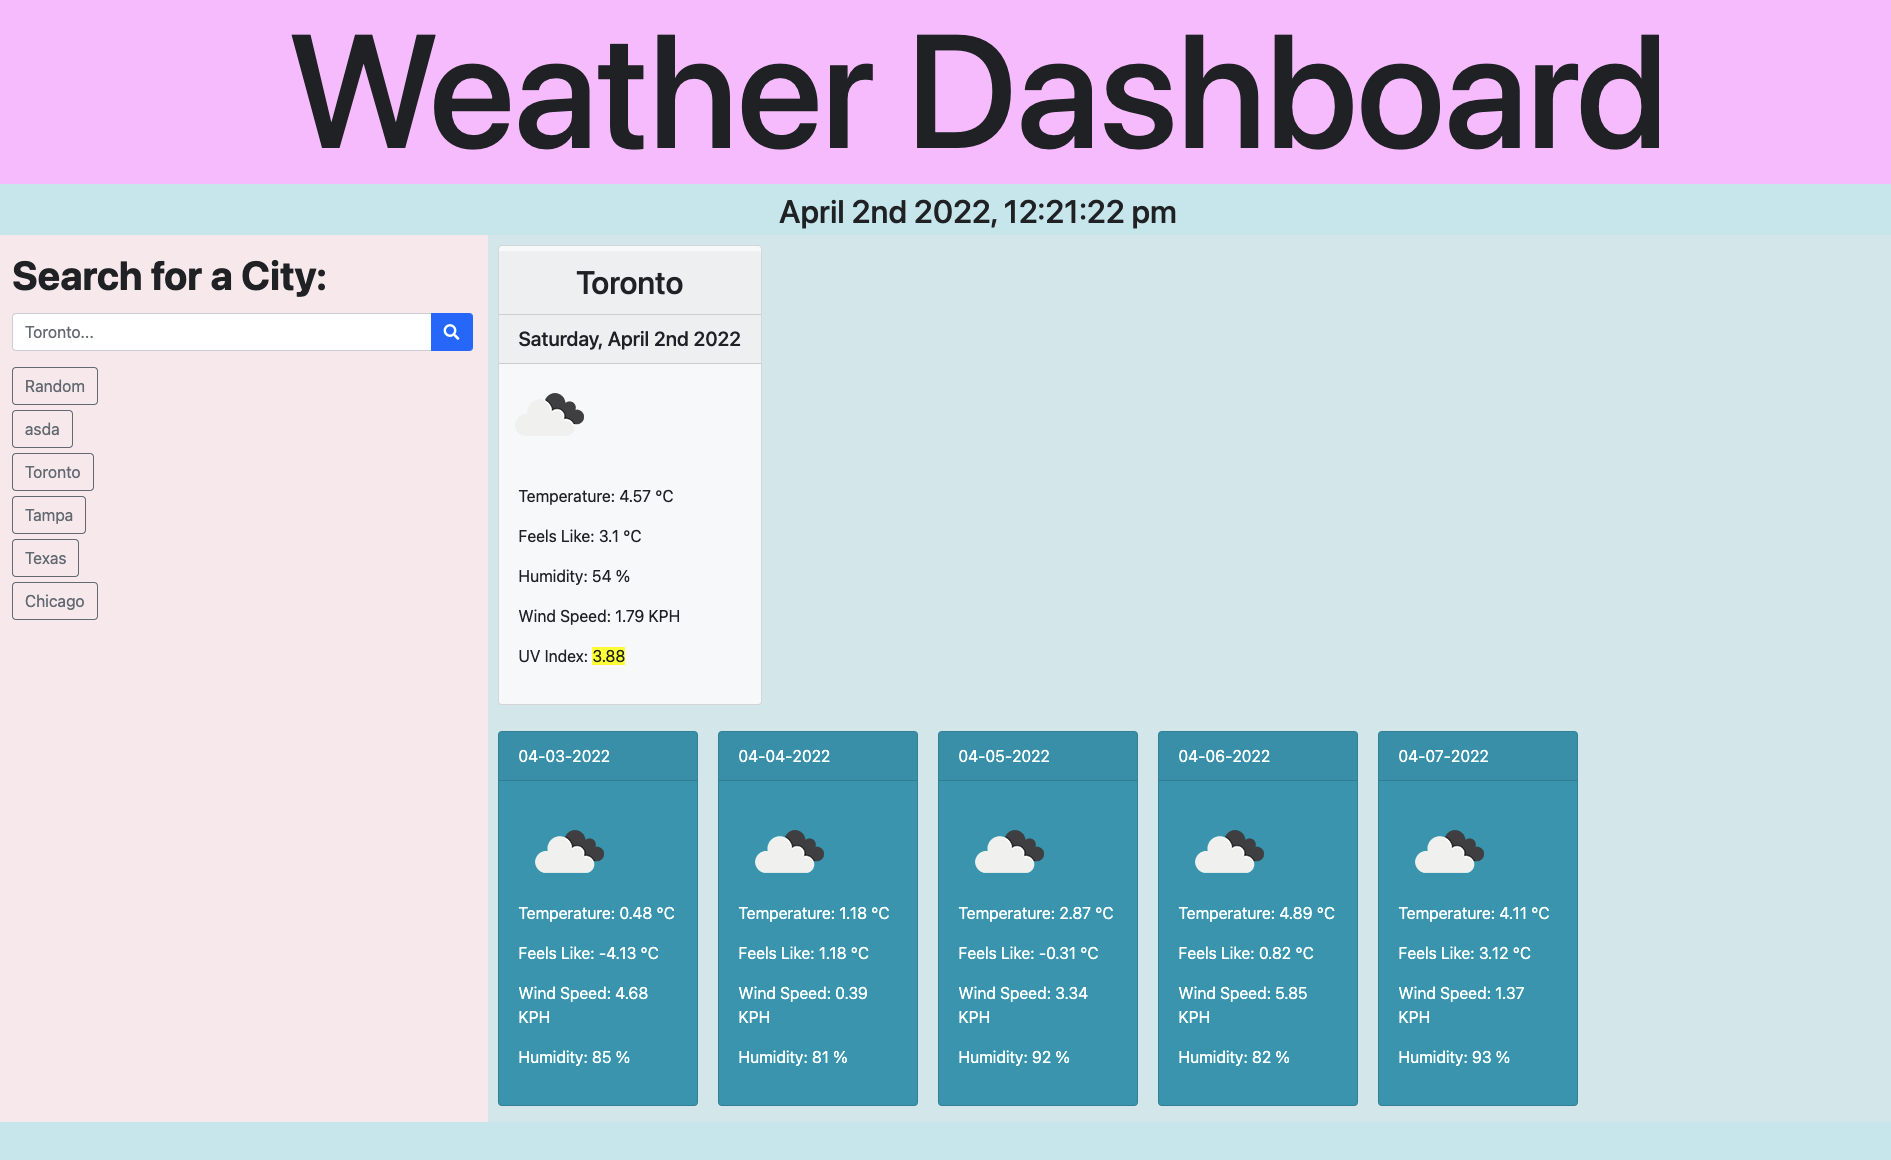 Weather Dashboard
April 2nd 2022, 12:21:22 pm
Search for a City:
Toronto...
Random
asda
Toronto
Tampa
Texas
Chicago
Toronto
Saturday, April 2nd 2022
Temperature: 4.57 °C
Feels Like: 3.1 °C
Humidity: 54 %
Wind Speed: 1.79 KPH
UV Index: 3.88
04-03-2022
Temperature: 0.48 °C
Feels Like: -4.13 °C
Wind Speed: 4.68
KPH
Humidity: 85 %
04-04-2022
Temperature: 1.18 °C
Feels Like: 1.18 °C
Wind Speed: 0.39
KPH
Humidity: 81 %
04-05-2022
Temperature: 2.87 °C
Feels Like: -0.31 °C
Wind Speed: 3.34
KPH
Humidity: 92 %
04-06-2022
Temperature: 4.89 °C
Feels Like: 0.82 °C
Wind Speed: 5.85
KPH
Humidity: 82 %
04-07-2022
Temperature: 4.11 °C
Feels Like: 3.12 °C
Wind Speed: 1.37
KPH
Humidity: 93 %